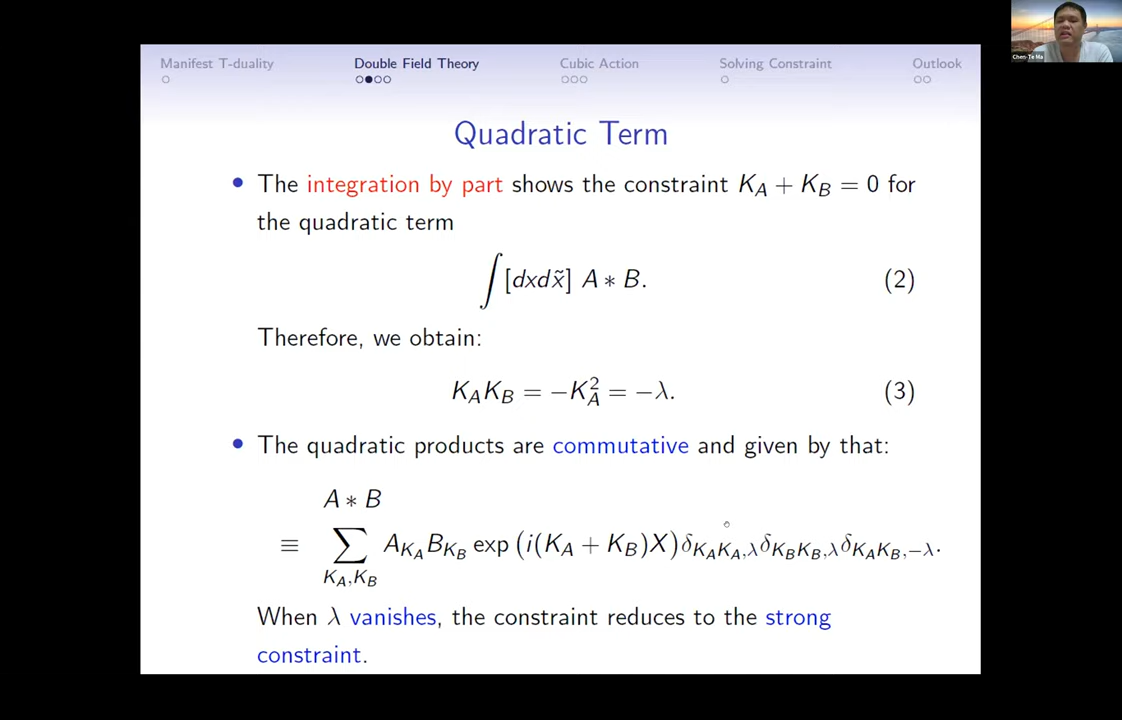 Manifest T-duality Double Field Theory Cubic Action Solving Constraint Outlook
Quadratic Term
• The integration by part shows the constraint K_A + K_B = 0 for
the quadratic term
∫[dxdx̃] A ∗ B. (2)
Therefore, we obtain:
K_A K_B = −K_A^2 = −λ. (3)
• The quadratic products are commutative and given by that:
A ∗ B
≡ ∑_{K_A,K_B} A_{K_A} B_{K_B} exp (i(K_A + K_B)X) δ_{K_A K_A,λ} δ_{K_B K_B,λ} δ_{K_A K_B,−λ}.
When λ vanishes, the constraint reduces to the strong
constraint.
Chen-Te Ma